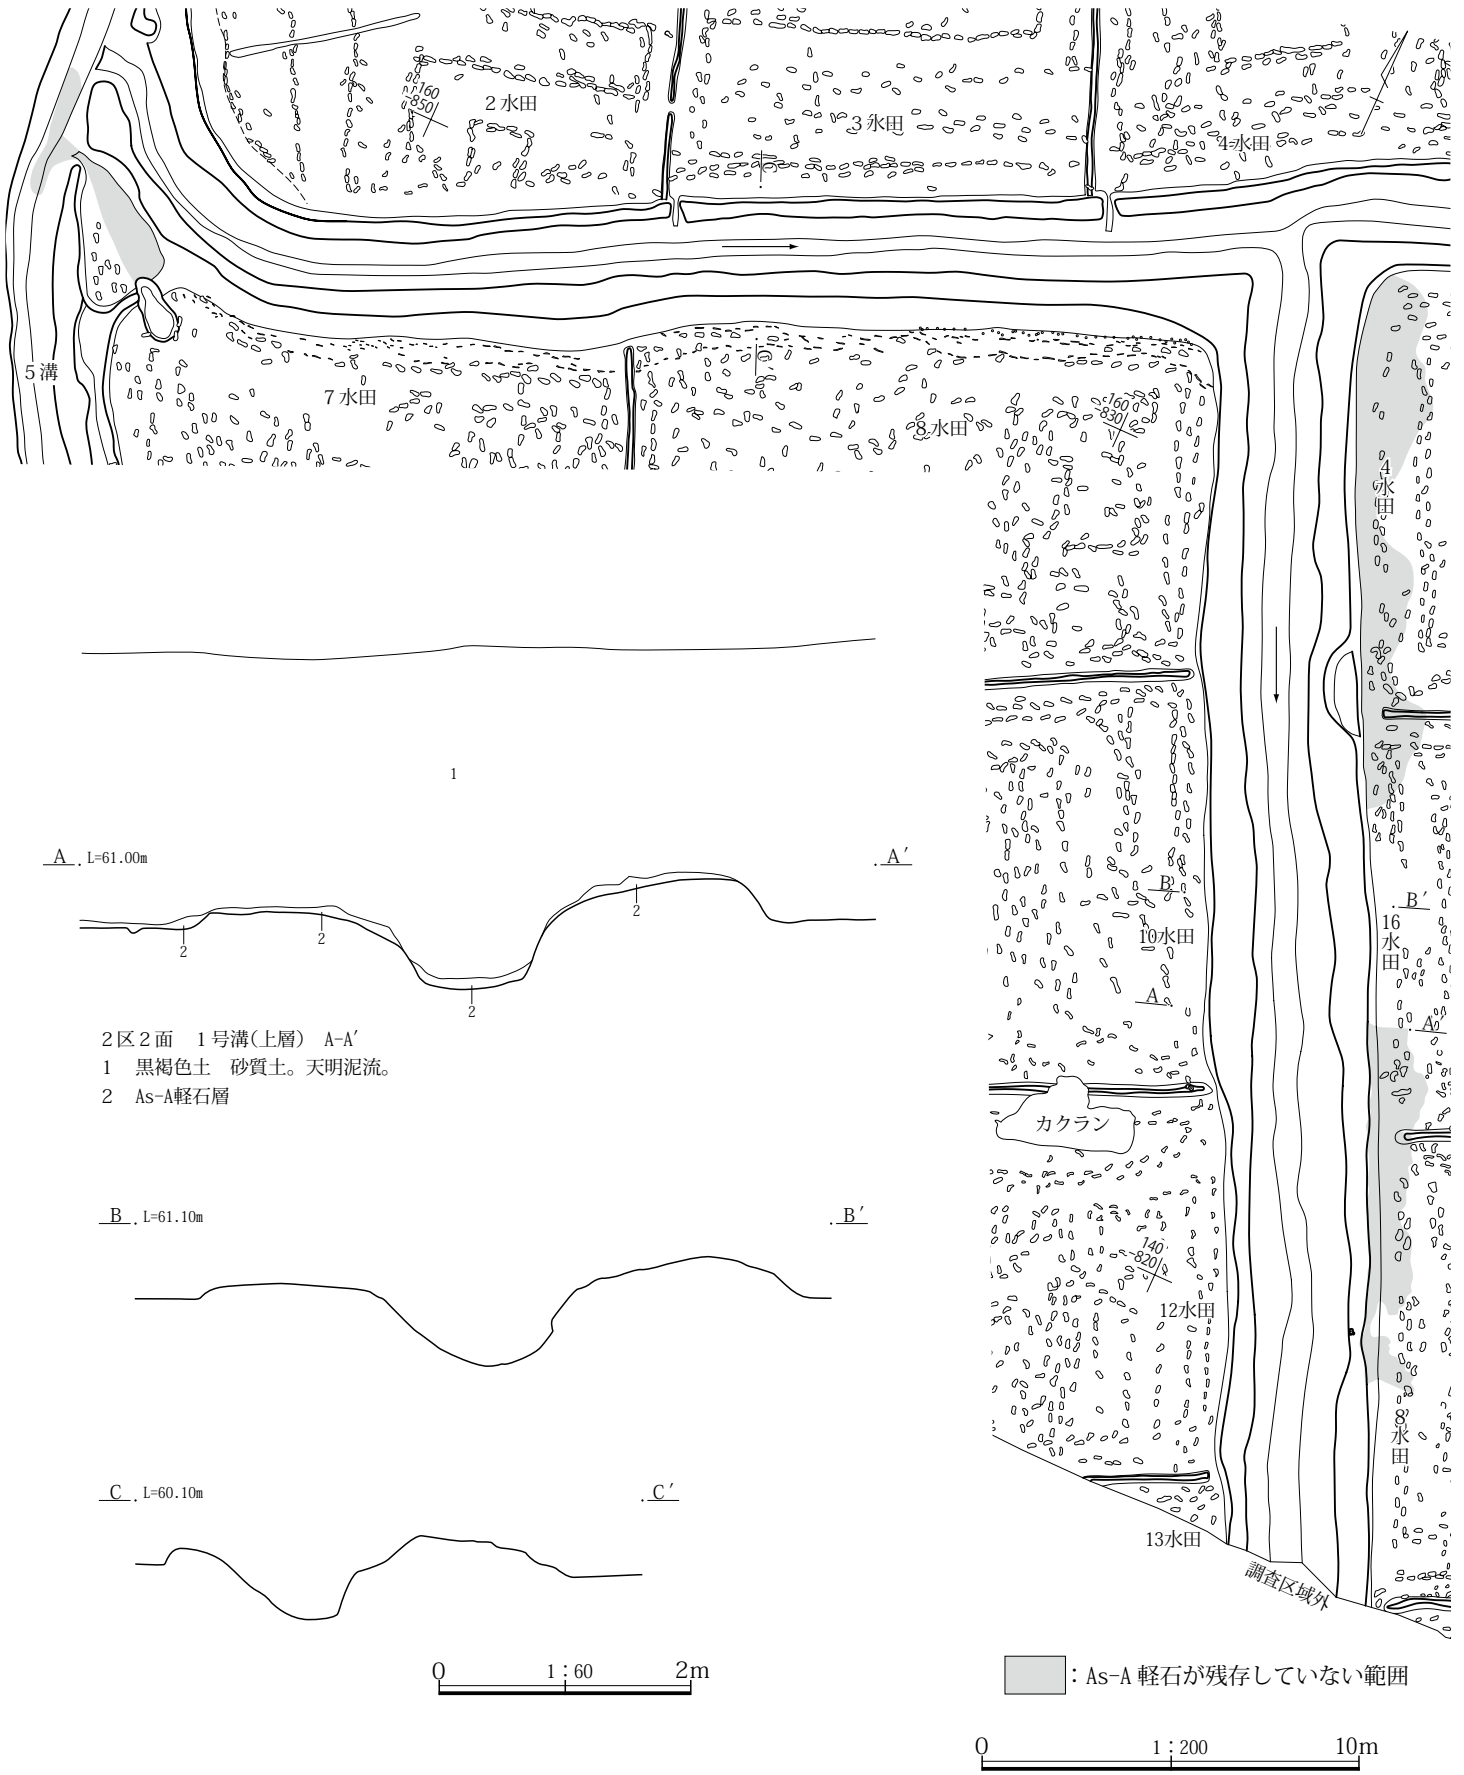 2水田
160
-850
3水田
4水田
5溝
7水田
8水田
-160
-830
4
水
田
1
A
L=61.00m
A′
2
2
2
2
2区2面　1号溝(上層)　A-A′
1　黒褐色土　砂質土。天明泥流。
2　As-A軽石層
B
B′
16
水
田
10水田
A
A′
カクラン
B
L=61.10m
B′
140
-820
12水田
8
水
田
C
L=60.10m
C′
13水田
調査区域外
0
1：60
2m
：As-A 軽石が残存していない範囲
0
1：200
10m